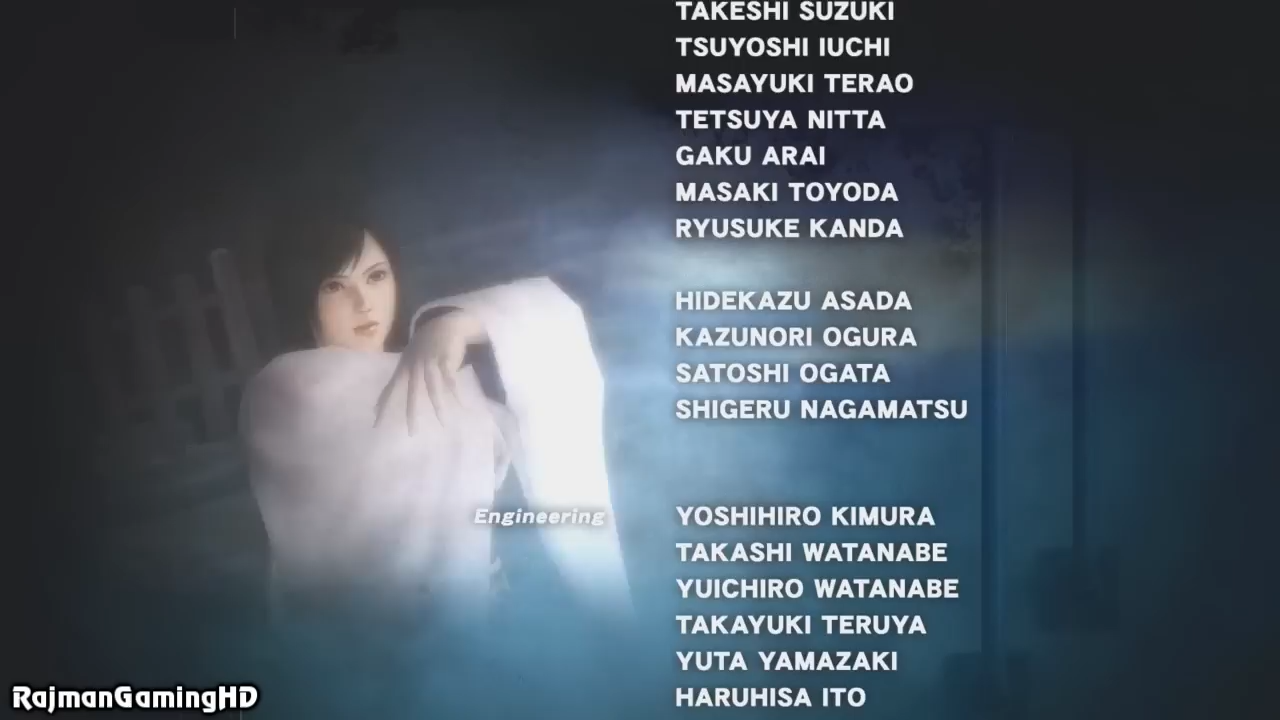 TAKESHI SUZUKI
TSUYOSHI IUCHI
MASAYUKI TERAO
TETSUYA NITTA
GAKU ARAI
MASAKI TOYODA
RYUSUKE KANDA
HIDEKAZU ASADA
KAZUNORI OGURA
SATOSHI OGATA
SHIGERU NAGAMATSU
Engineering YOSHIHIRO KIMURA
TAKASHI WATANABE
YUICHIRO WATANABE
TAKAYUKI TERUYA
YUTA YAMAZAKI
HARUHISA ITO
RajmanGamingHD